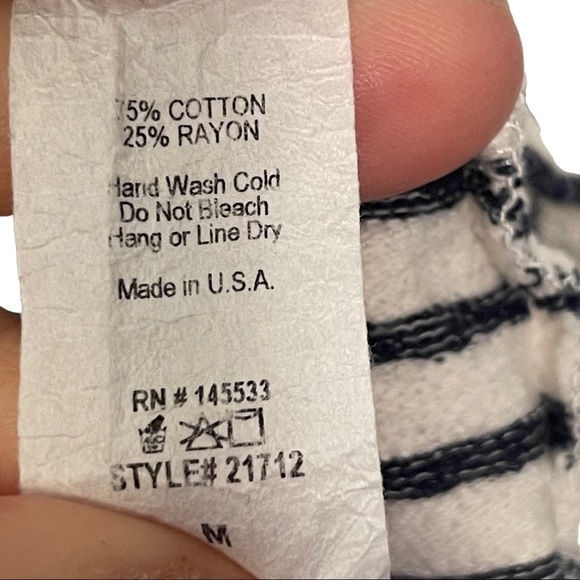 75% COTTON
25% RAYON
Hand Wash Cold
Do Not Bleach
Hang or Line Dry
Made in U.S.A.
RN # 145533
STYLE# 21712
M